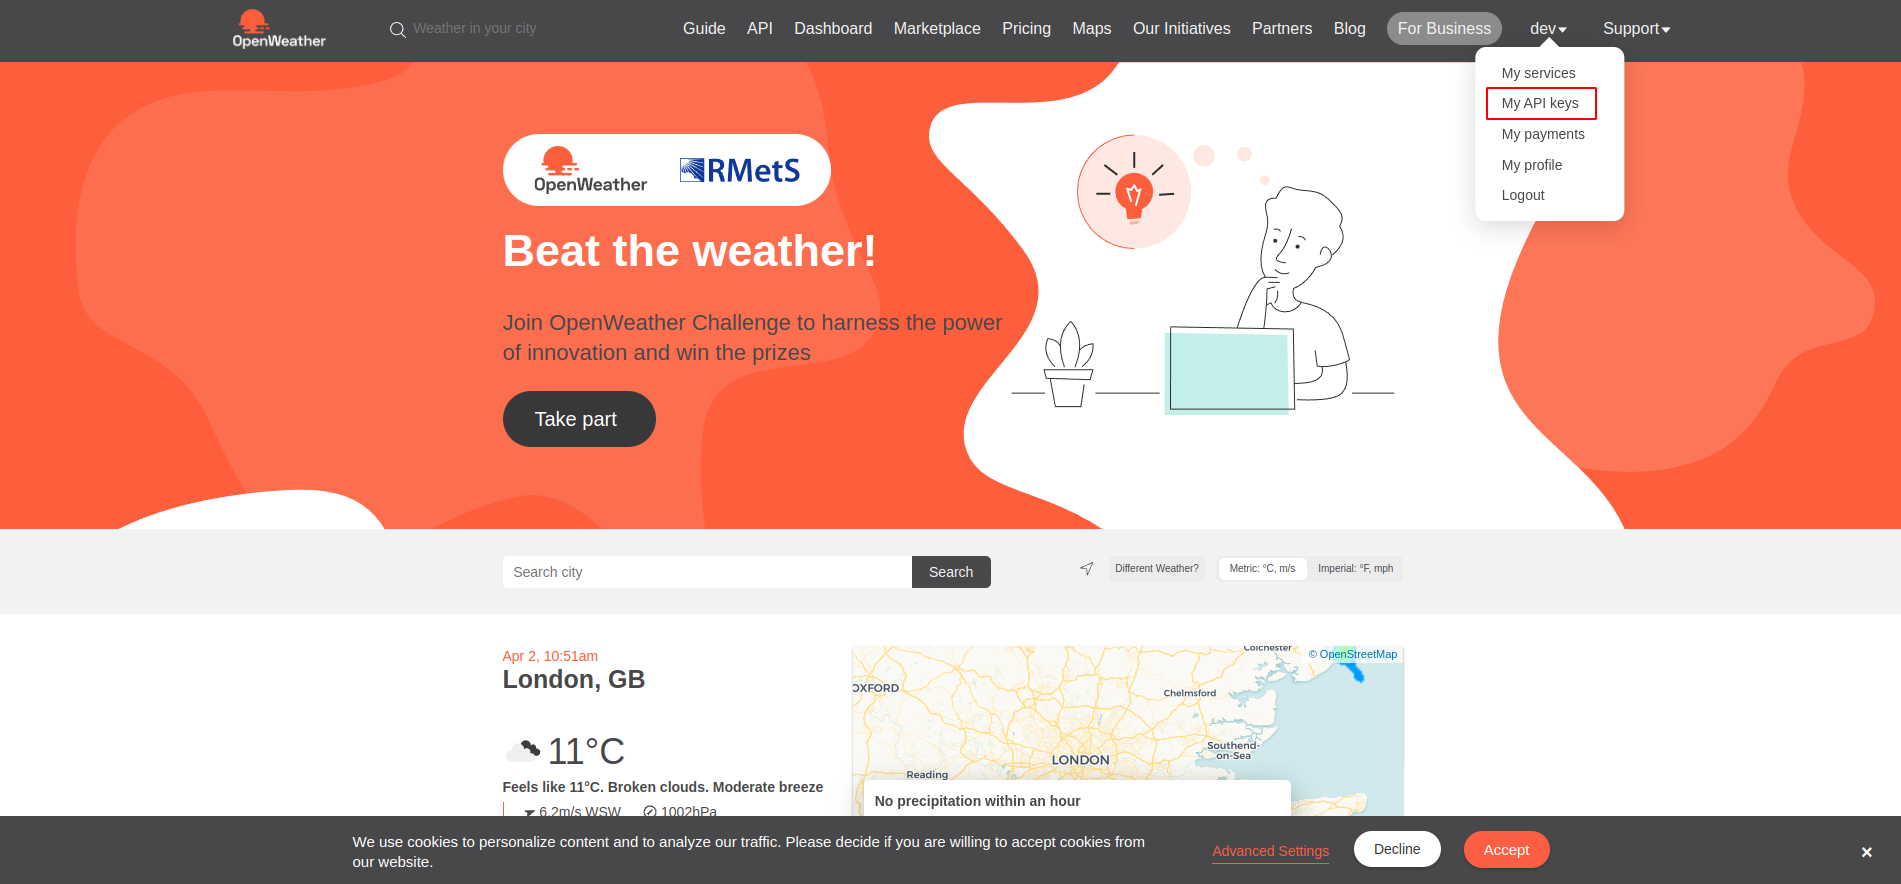 OpenWeather
Weather in your city
Guide API Dashboard Marketplace Pricing Maps Our Initiatives Partners Blog For Business dev Support
My services
My API keys
My payments
My profile
Logout
OpenWeather RMetS
Beat the weather!
Join OpenWeather Challenge to harness the power
of innovation and win the prizes
Take part
Search city Search
Different Weather? Metric: °C, m/s Imperial: °F, mph
Apr 2, 10:51am
London, GB
11°C
Feels like 11°C. Broken clouds. Moderate breeze
6.2m/s WSW 1002hPa
Colchester © OpenStreetMap
OXFORD
Chelmsford
Southend-
on-Sea
LONDON
Reading
No precipitation within an hour
We use cookies to personalize content and to analyze our traffic. Please decide if you are willing to accept cookies from
our website.
Advanced Settings Decline Accept ×